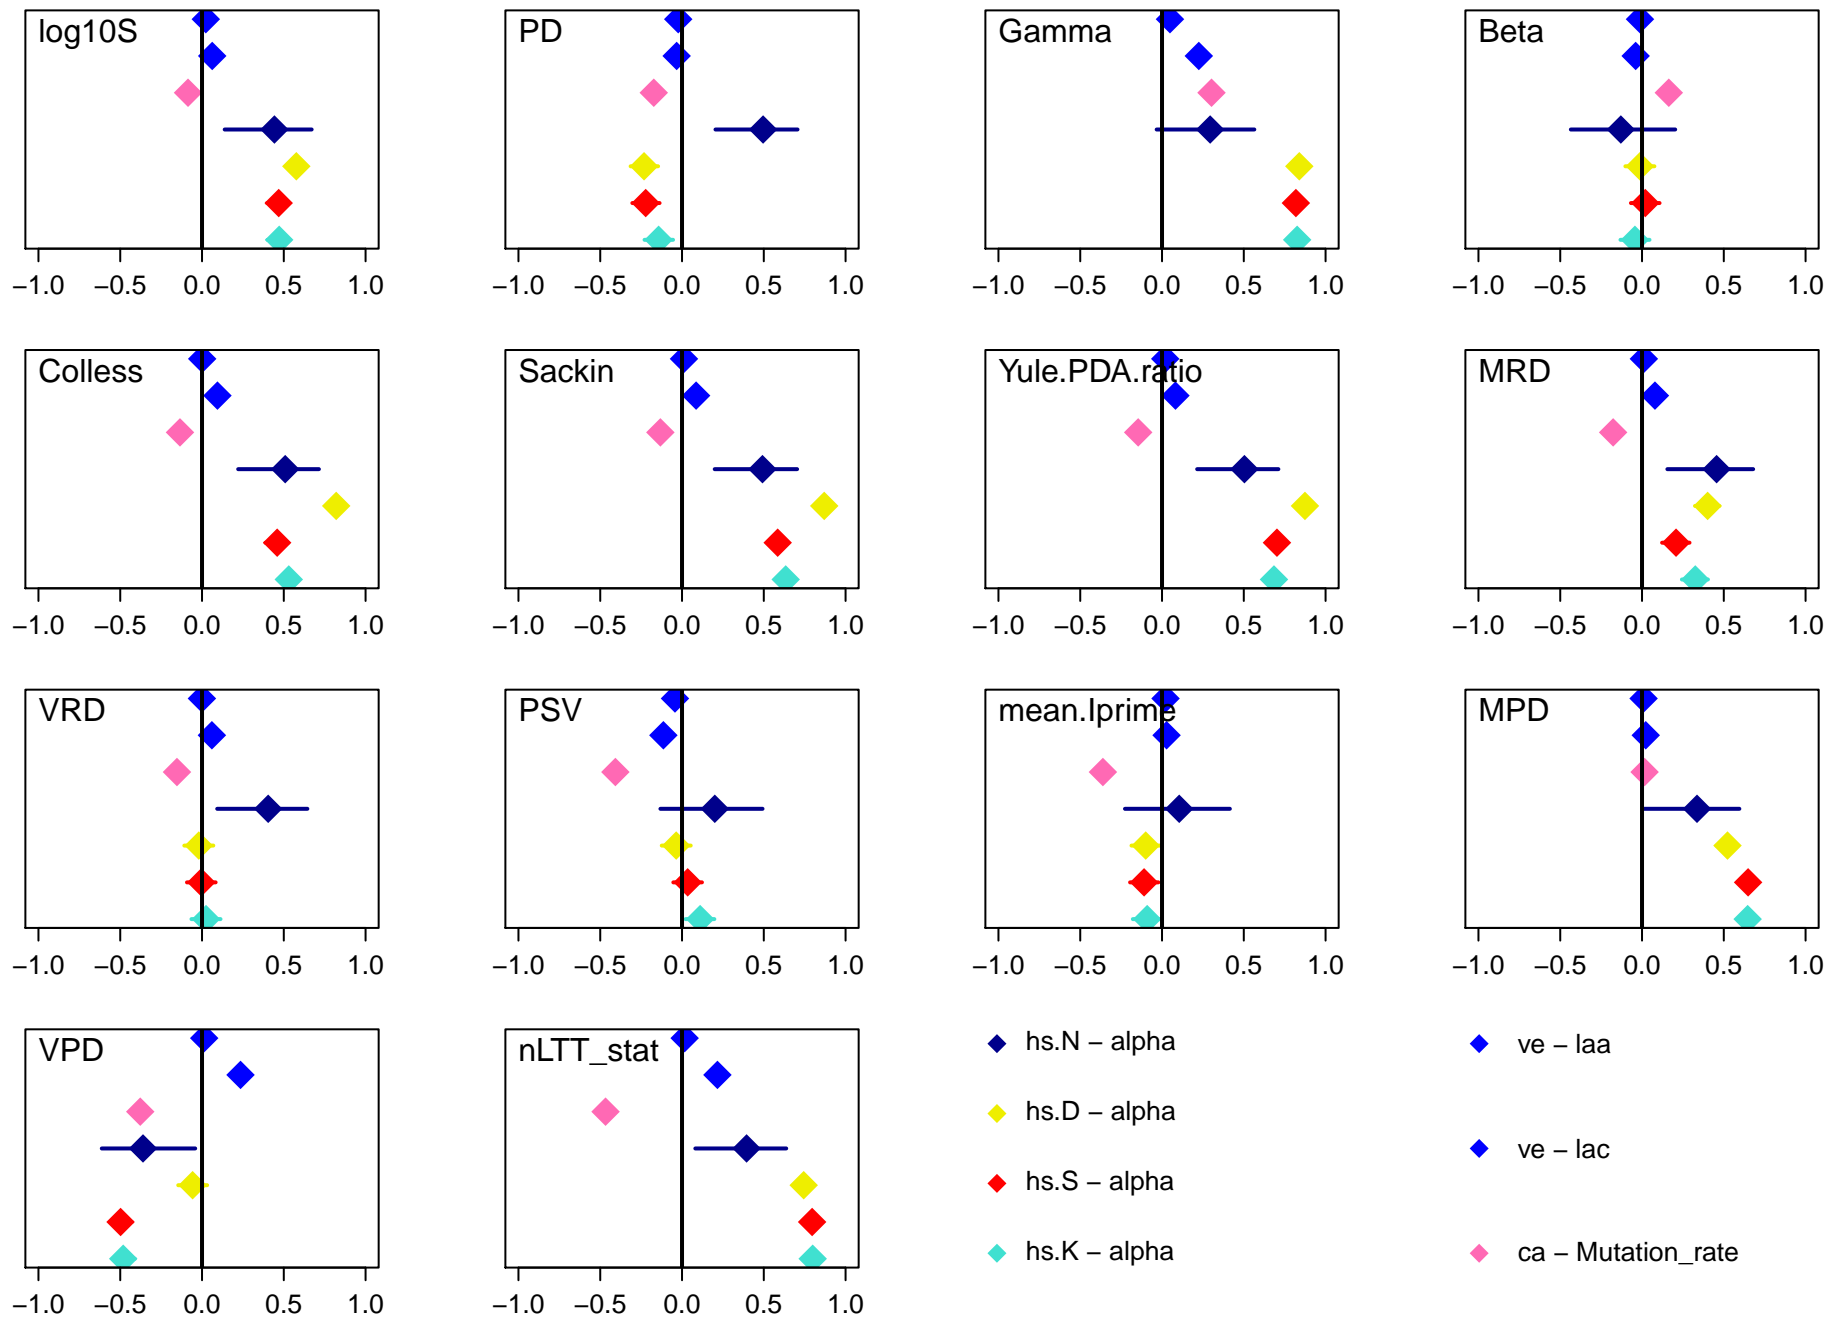 log10S
PD
Gamma
Beta
−1.0 −0.5 0.0 0.5 1.0
−1.0 −0.5 0.0 0.5 1.0
−1.0 −0.5 0.0 0.5 1.0
−1.0 −0.5 0.0 0.5 1.0
Colless
Sackin
Yule.PDA.ratio
MRD
−1.0 −0.5 0.0 0.5 1.0
−1.0 −0.5 0.0 0.5 1.0
−1.0 −0.5 0.0 0.5 1.0
−1.0 −0.5 0.0 0.5 1.0
VRD
PSV
mean.Iprime
MPD
−1.0 −0.5 0.0 0.5 1.0
−1.0 −0.5 0.0 0.5 1.0
−1.0 −0.5 0.0 0.5 1.0
−1.0 −0.5 0.0 0.5 1.0
VPD
nLTT_stat
−1.0 −0.5 0.0 0.5 1.0
−1.0 −0.5 0.0 0.5 1.0
hs.N − alpha
hs.D − alpha
hs.S − alpha
hs.K − alpha
ve − laa
ve − lac
ca − Mutation_rate